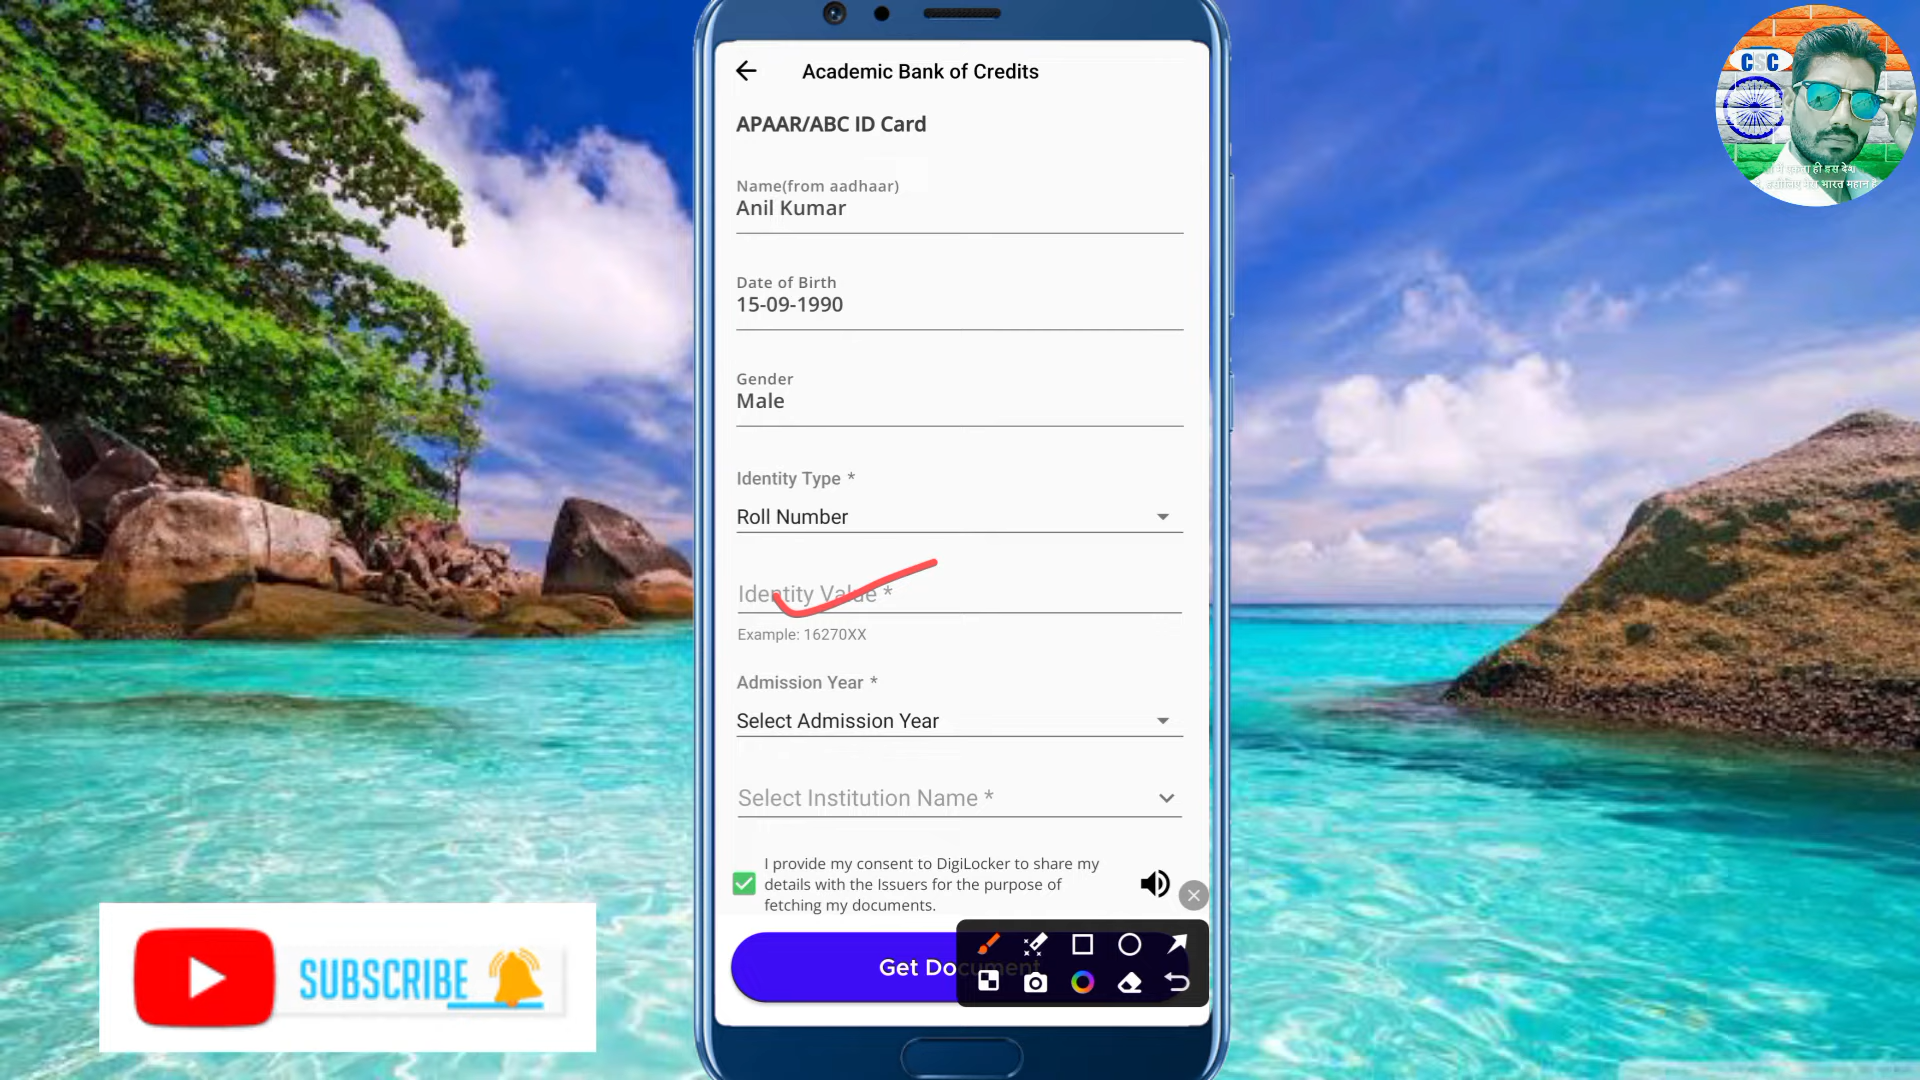 Academic Bank of Credits
APAAR/ABC ID Card
Name(from aadhaar)
Anil Kumar
Date of Birth
15-09-1990
Gender
Male
Identity Type *
Roll Number
Identity Value *
Example: 16270XX
Admission Year *
Select Admission Year
Select Institution Name *
I provide my consent to DigiLocker to share my
details with the Issuers for the purpose of
fetching my documents.
Get Document
SUBSCRIBE
CSC
ही इस देश
मेरा भारत महान है